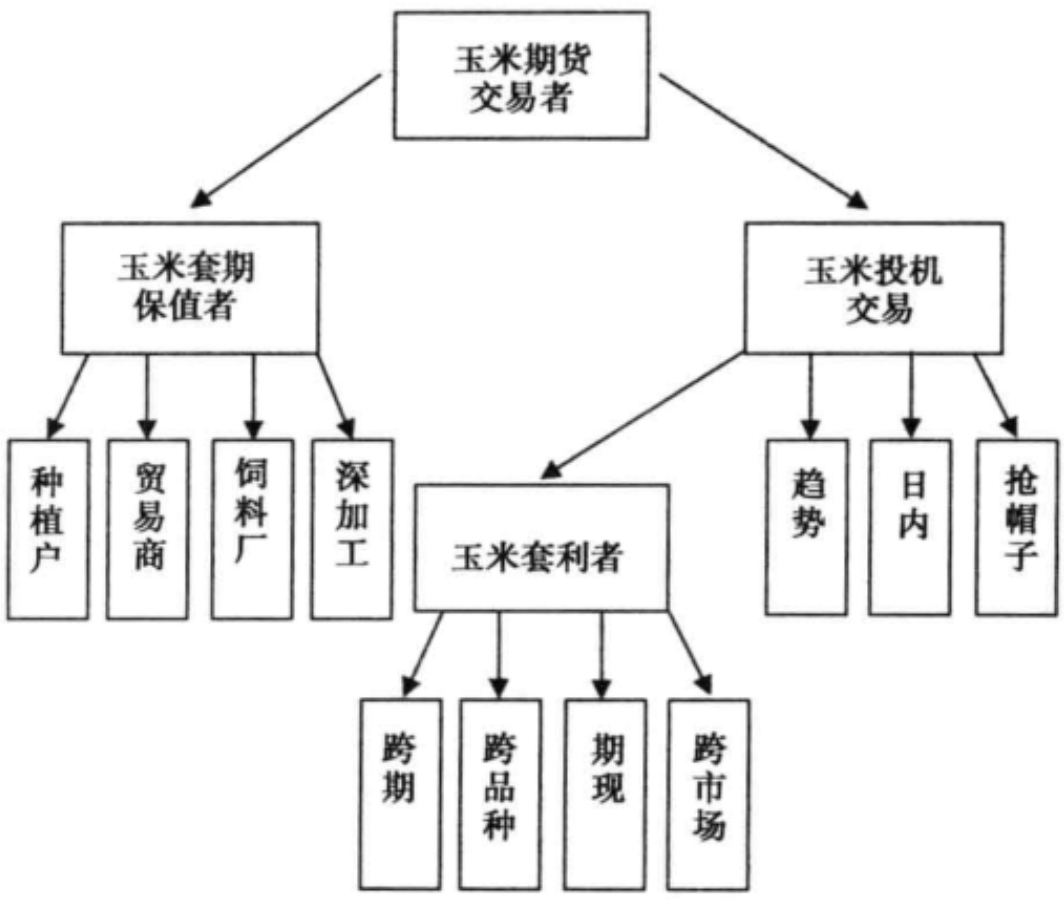 玉米期货
交易者
玉米套期
保值者
玉米投机
交易
种植户
贸易商
饲料厂
深加工
玉米套利者
趋势
日内
抢帽子
跨期
跨品种
期现
跨市场